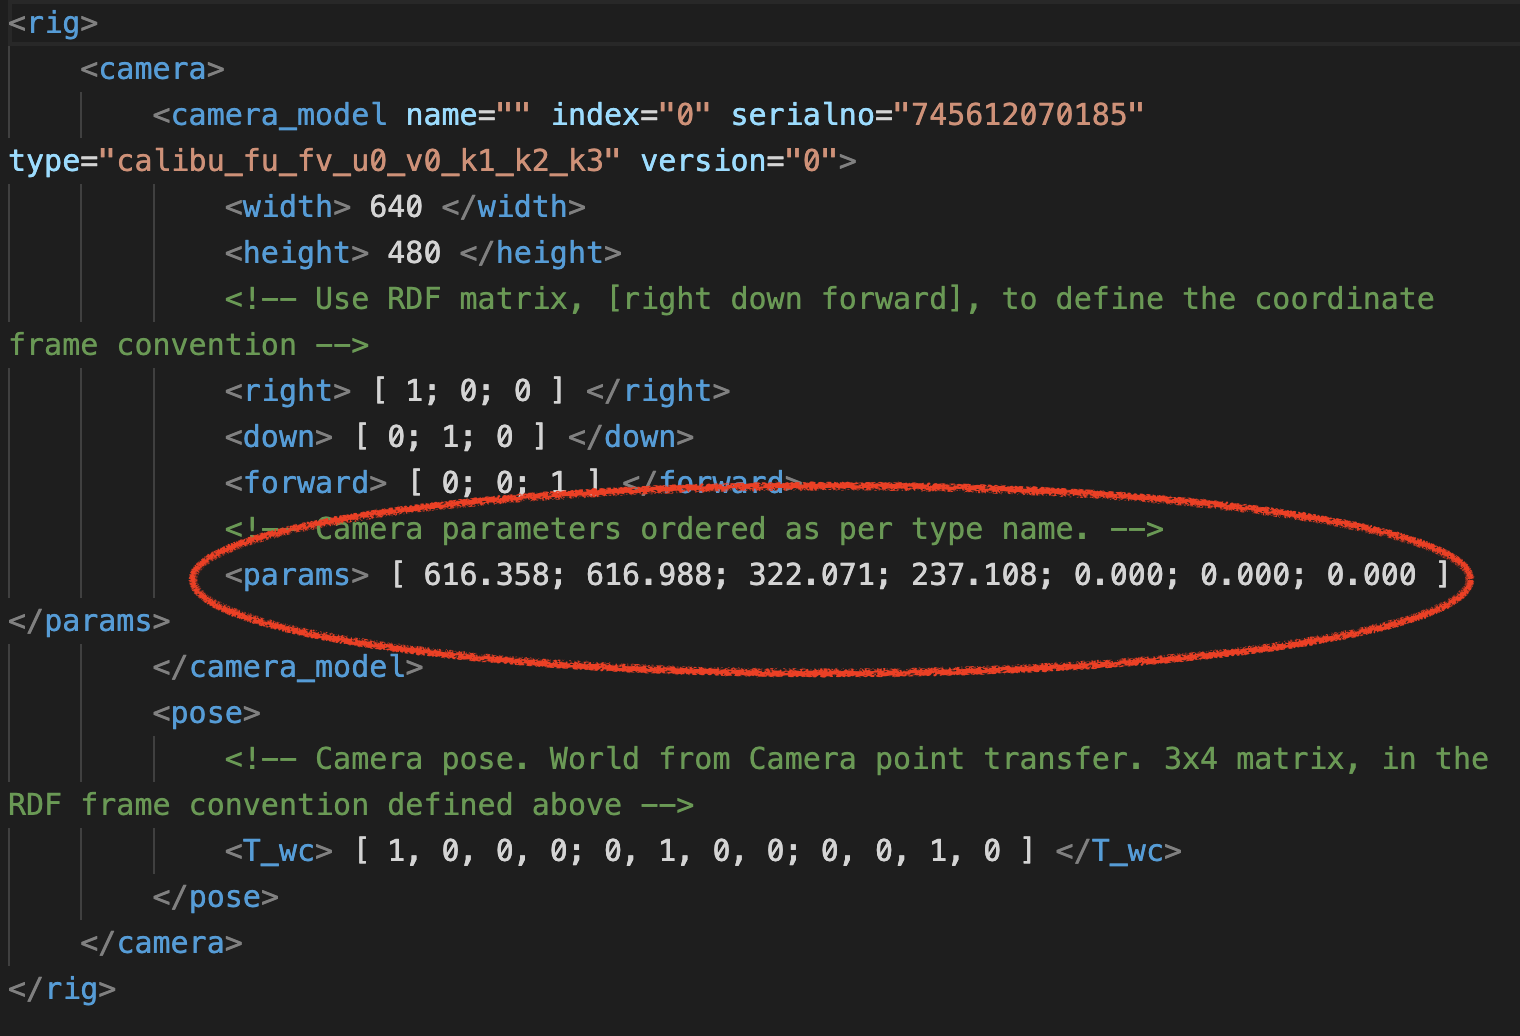 <rig>
<camera>
<camera_model name="" index="0" serialno="745612070185"
type="calibu_fu_fv_u0_v0_k1_k2_k3" version="0">
<width> 640 </width>
<height> 480 </height>
<!-- Use RDF matrix, [right down forward], to define the coordinate
frame convention -->
<right> [ 1; 0; 0 ] </right>
<down> [ 0; 1; 0 ] </down>
<forward> [ 0; 0; 1 ] </forward>
<!-- Camera parameters ordered as per type name. -->
<params> [ 616.358; 616.988; 322.071; 237.108; 0.000; 0.000; 0.000 ]
</params>
</camera_model>
<pose>
<!-- Camera pose. World from Camera point transfer. 3x4 matrix, in the
RDF frame convention defined above -->
<T_wc> [ 1, 0, 0, 0; 0, 1, 0, 0; 0, 0, 1, 0 ] </T_wc>
</pose>
</camera>
</rig>